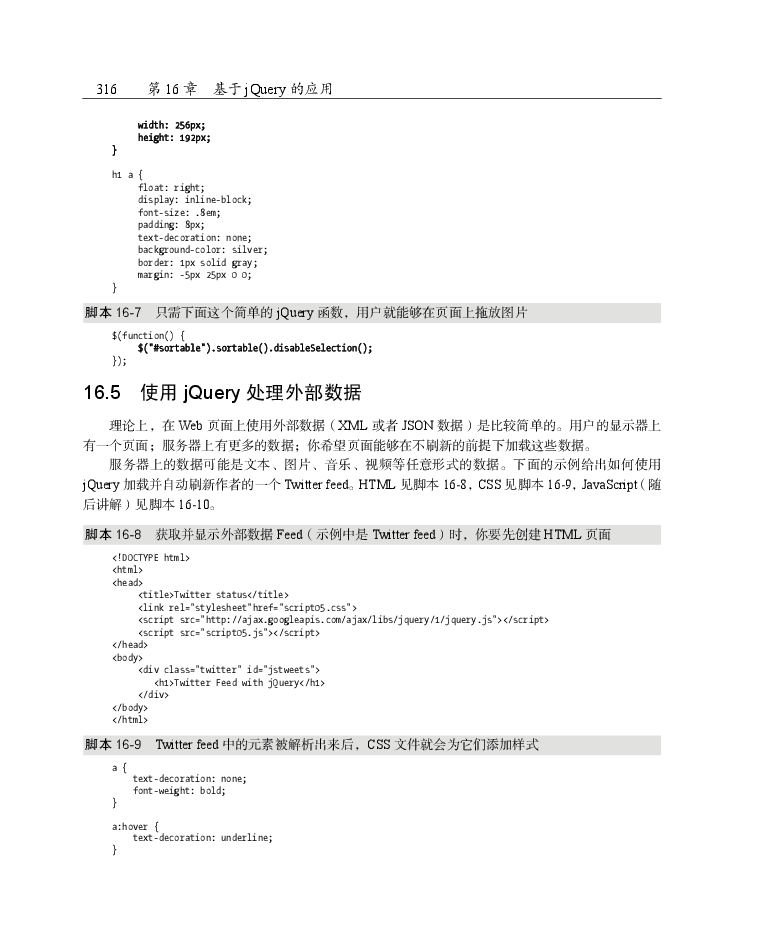 316 第 16 章 基于 jQuery 的应用
width: 256px;
height: 192px;
}
h1 a {
float: right;
display: inline-block;
font-size: .8em;
padding: 8px;
text-decoration: none;
background-color: silver;
border: 1px solid gray;
margin: -5px 25px 0 0;
}
脚本 16-7 只需下面这个简单的 jQuery 函数，用户就能够在页面上拖放图片
$(function() {
$("#sortable").sortable().disableSelection();
});
16.5 使用 jQuery 处理外部数据
理论上，在 Web 页面上使用外部数据（XML 或者 JSON 数据）是比较简单的。用户的显示器上
有一个页面；服务器上有更多的数据；你希望页面能够在不刷新的前提下加载这些数据。
服务器上的数据可能是文本、图片、音乐、视频等任意形式的数据。下面的示例给出如何使用
jQuery 加载并自动刷新作者的一个 Twitter feed。HTML 见脚本 16-8，CSS 见脚本 16-9，JavaScript（随
后讲解）见脚本 16-10。
脚本 16-8 获取并显示外部数据 Feed（示例中是 Twitter feed）时，你要先创建 HTML 页面
<!DOCTYPE html>
<html>
<head>
<title>Twitter status</title>
<link rel="stylesheet"href="script05.css">
<script src="http://ajax.googleapis.com/ajax/libs/jquery/1/jquery.js"></script>
<script src="script05.js"></script>
</head>
<body>
<div class="twitter" id="jstweets">
<h1>Twitter Feed with jQuery</h1>
</div>
</body>
</html>
脚本 16-9 Twitter feed 中的元素被解析出来后，CSS 文件就会为它们添加样式
a {
text-decoration: none;
font-weight: bold;
}
a:hover {
text-decoration: underline;
}